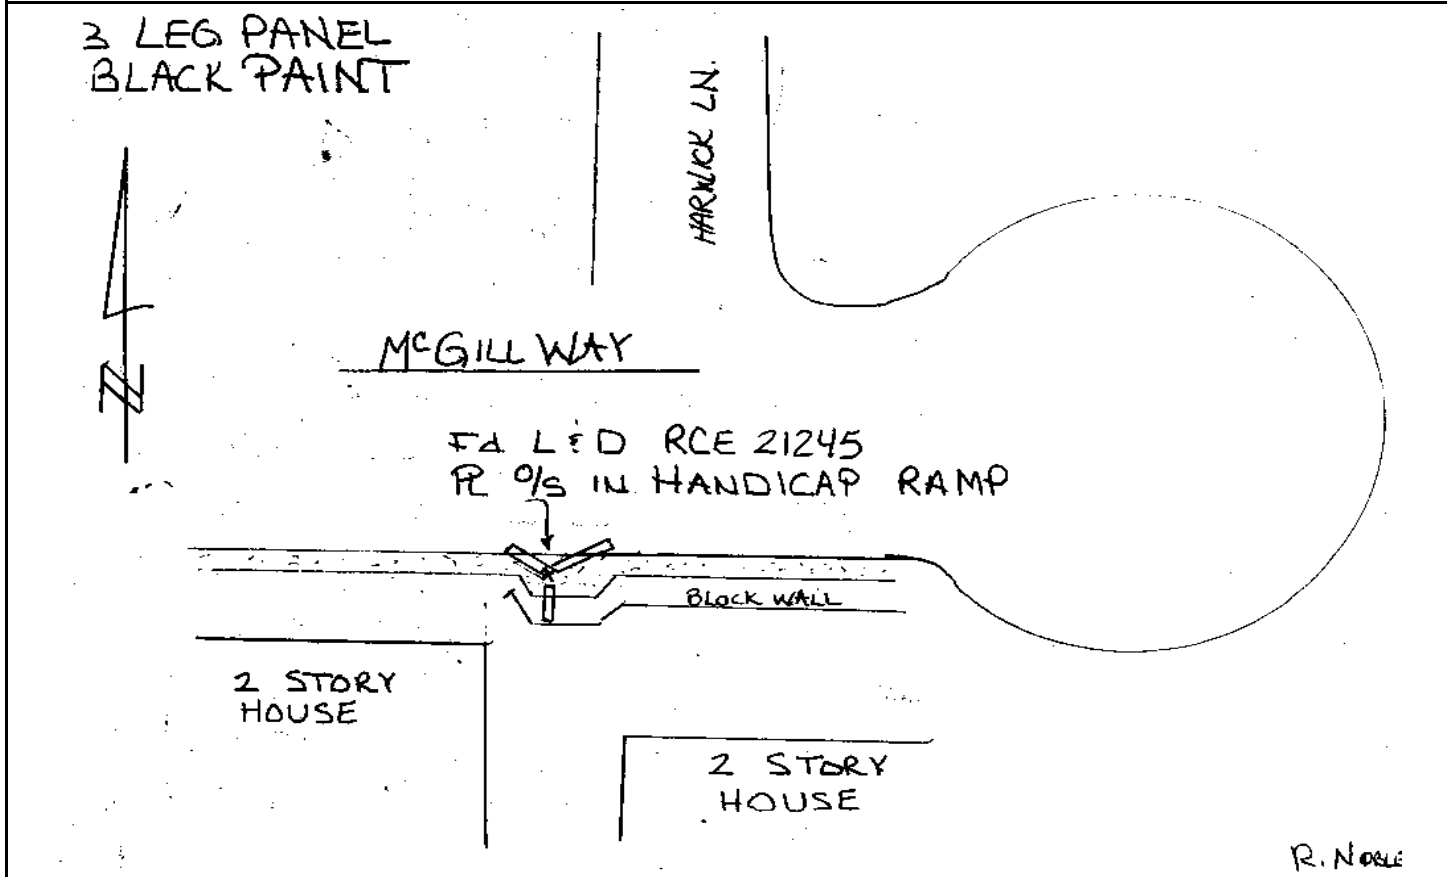 3 LEG PANEL
BLACK PAINT
HARWICK LN.
N
McGILL WAY
Fd L & D RCE 21245
PL O/S IN HANDICAP RAMP
BLOCK WALL
2 STORY
HOUSE
2 STORY
HOUSE
R. NOBLE